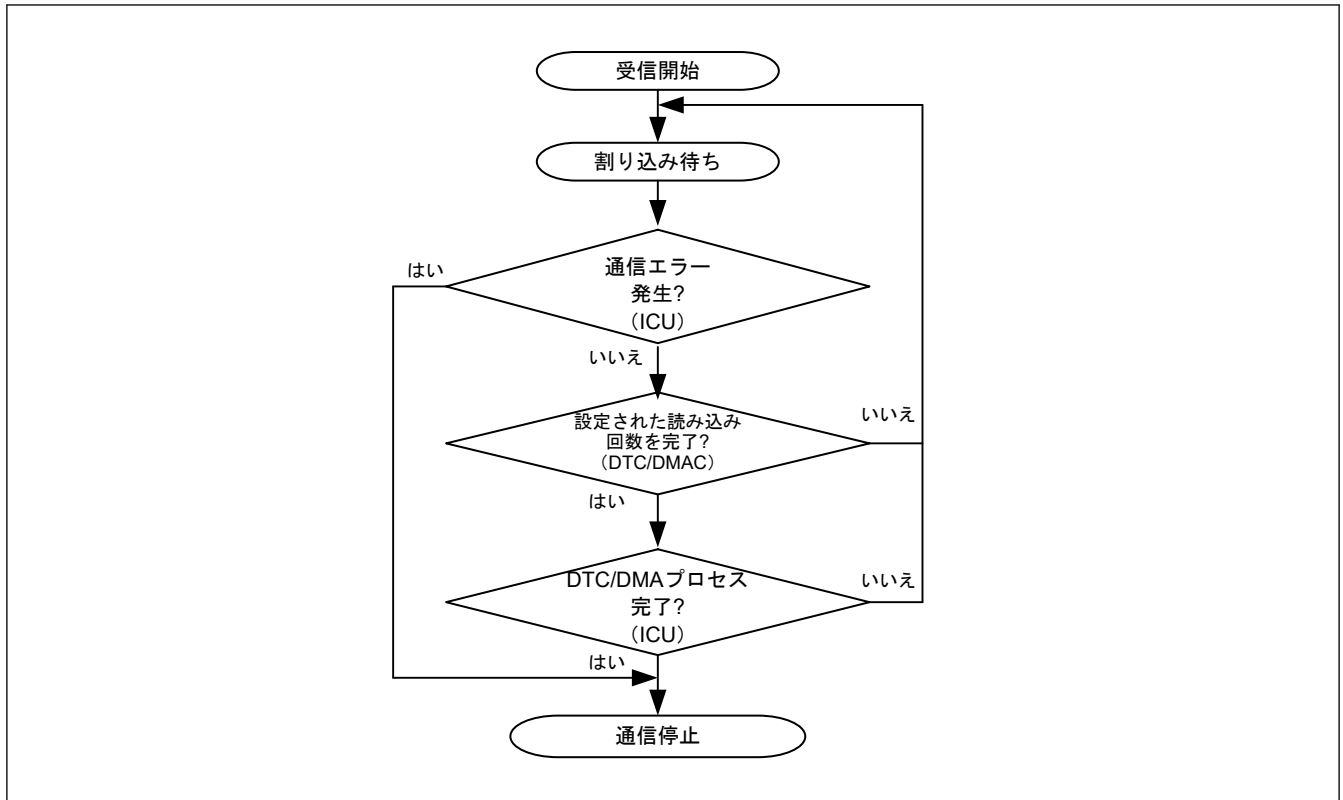 受信開始
割り込み待ち
はい
通信エラー
発生?
（ICU）
いいえ
設定された読み込み
回数を完了?
（DTC/DMAC）
いいえ
はい
DTC/DMAプロセス
完了?
（ICU）
いいえ
はい
通信停止